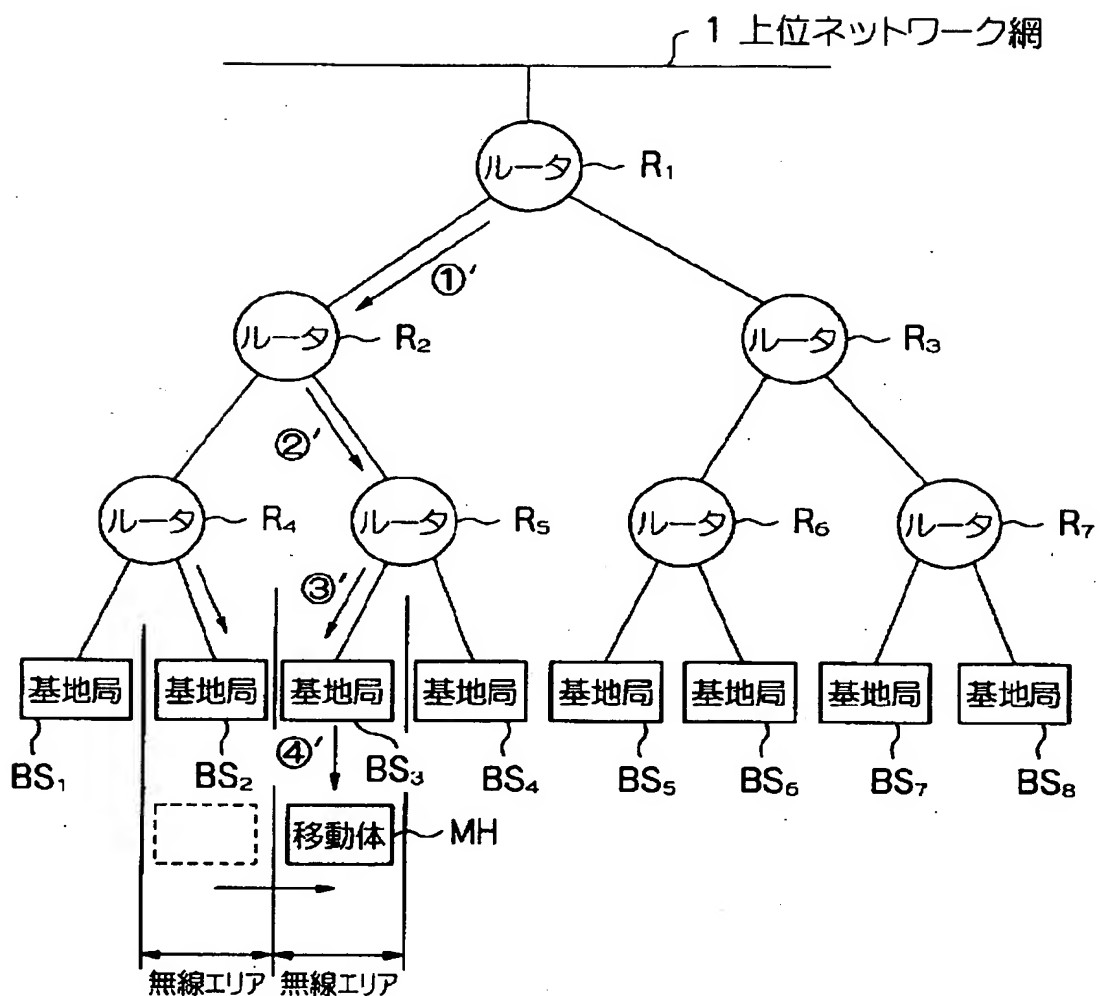 1 上位ネットワーク網
ルータ R₁
①′
ルータ R₂
ルータ R₃
②′
ルータ R₄
ルータ R₅
ルータ R₆
ルータ R₇
③′
基地局
基地局
基地局
基地局
基地局
基地局
基地局
基地局
④′
BS₁
BS₂
BS₃
BS₄
BS₅
BS₆
BS₇
BS₈
移動体 MH
無線エリア
無線エリア